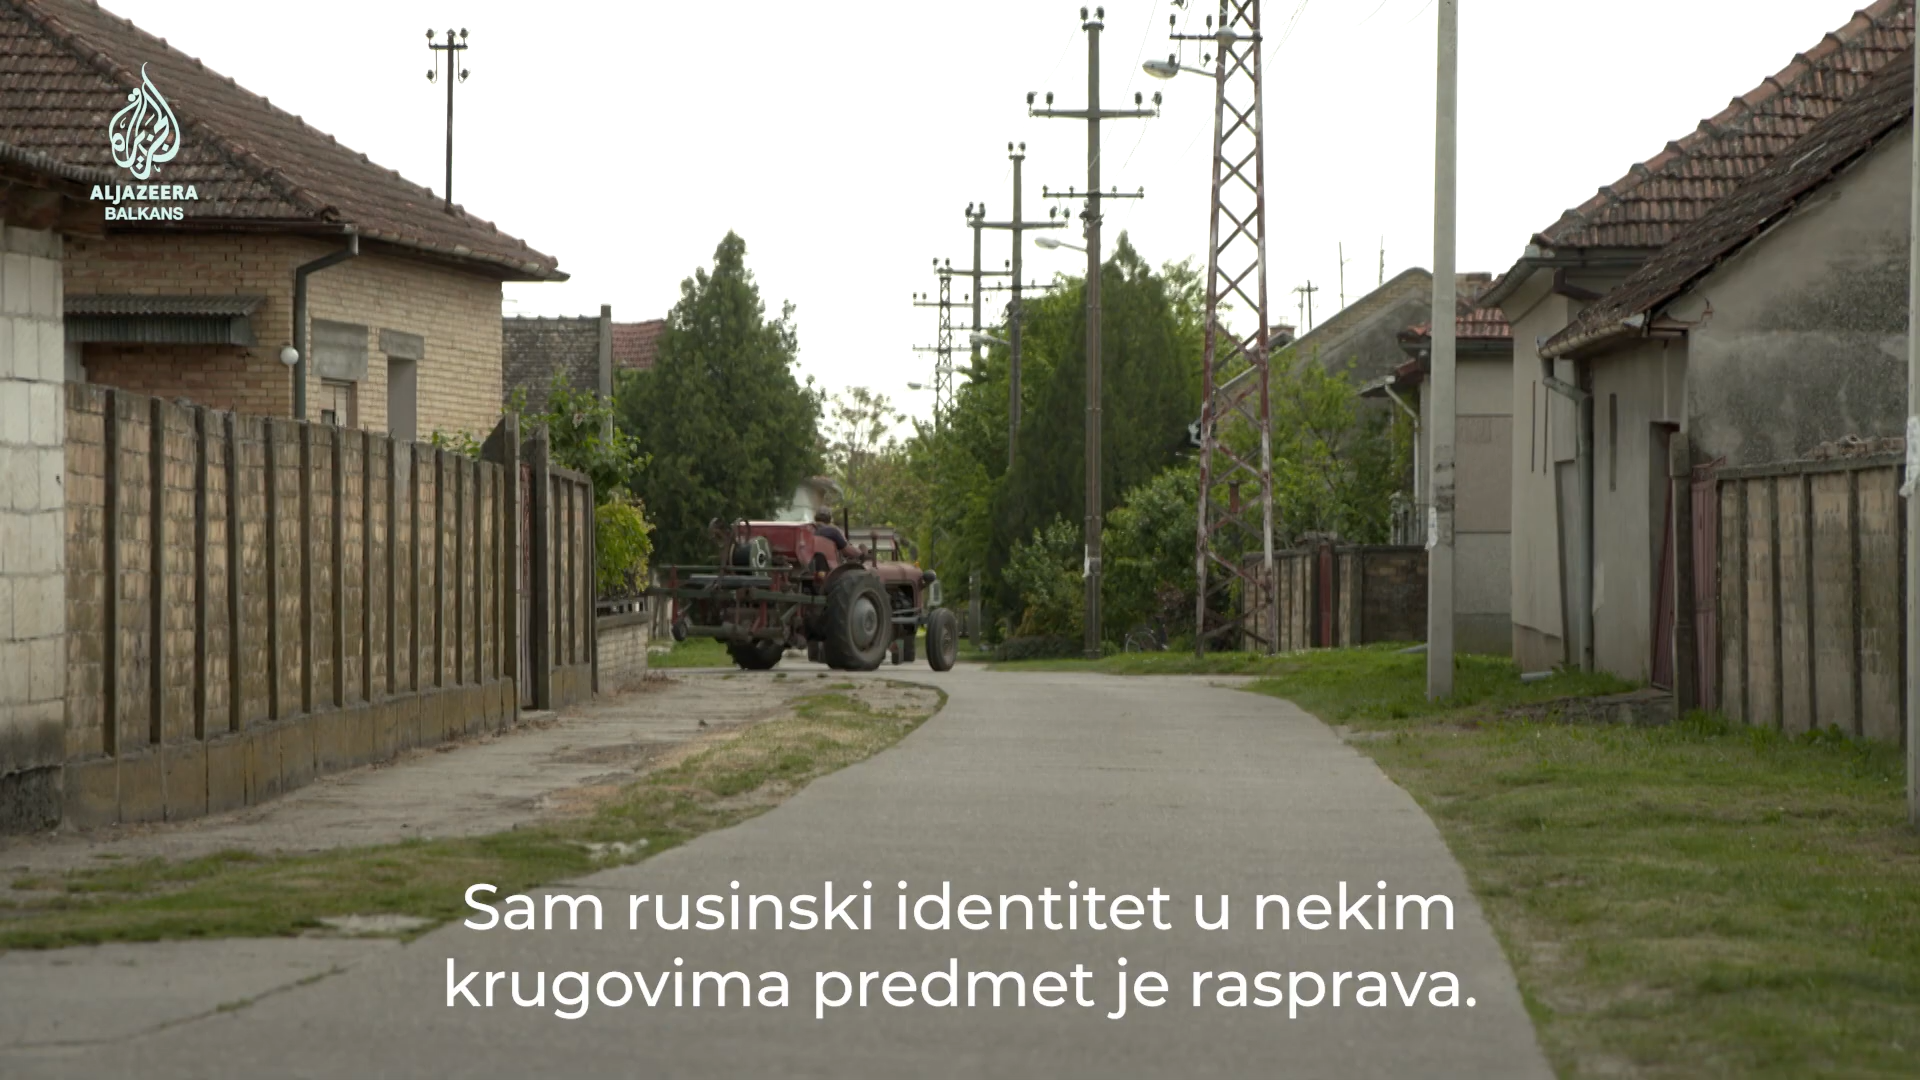 ALJAZEERA
BALKANS
Sam rusinski identitet u nekim
krugovima predmet je rasprava.